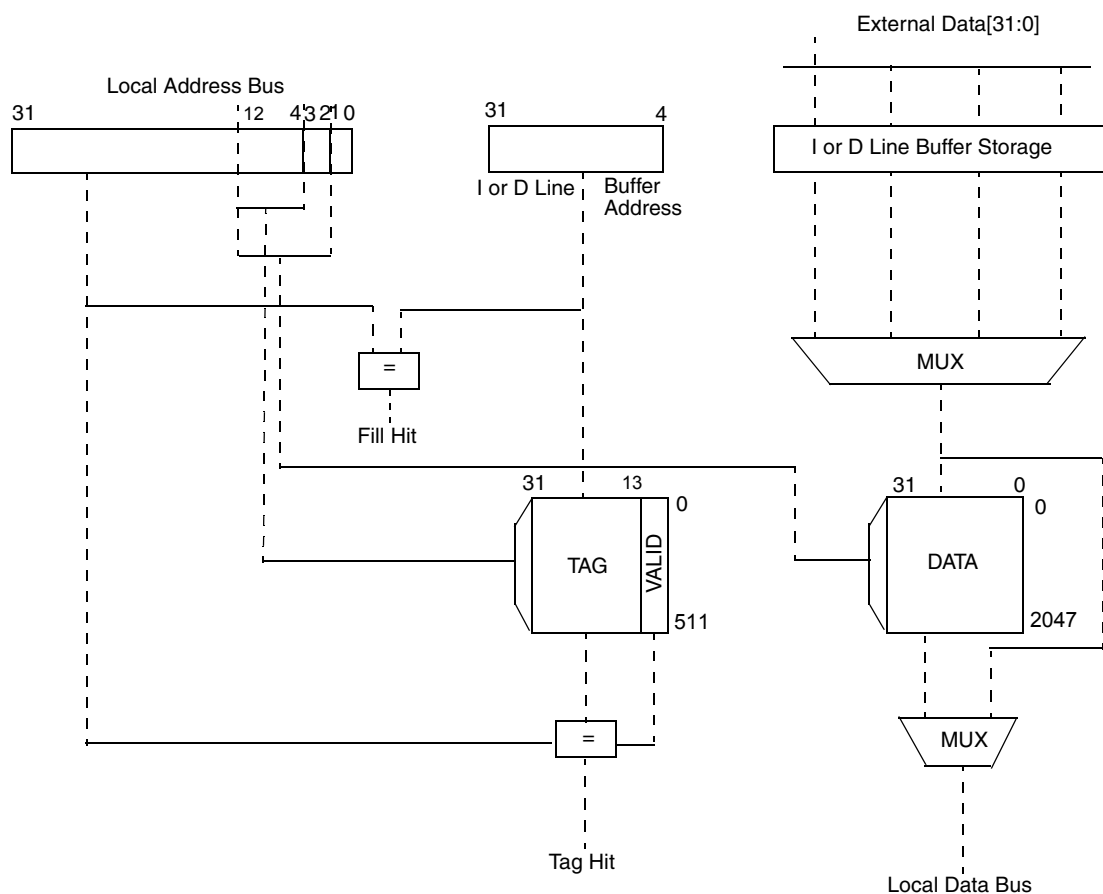 External Data[31:0]
Local Address Bus
31 12 4 3 2 1 0
31 4
I or D Line Buffer Storage
I or D Line Buffer
Address
MUX
=
Fill Hit
31 13 0
31 0
0
TAG
VALID
DATA
511
2047
=
MUX
Tag Hit
Local Data Bus